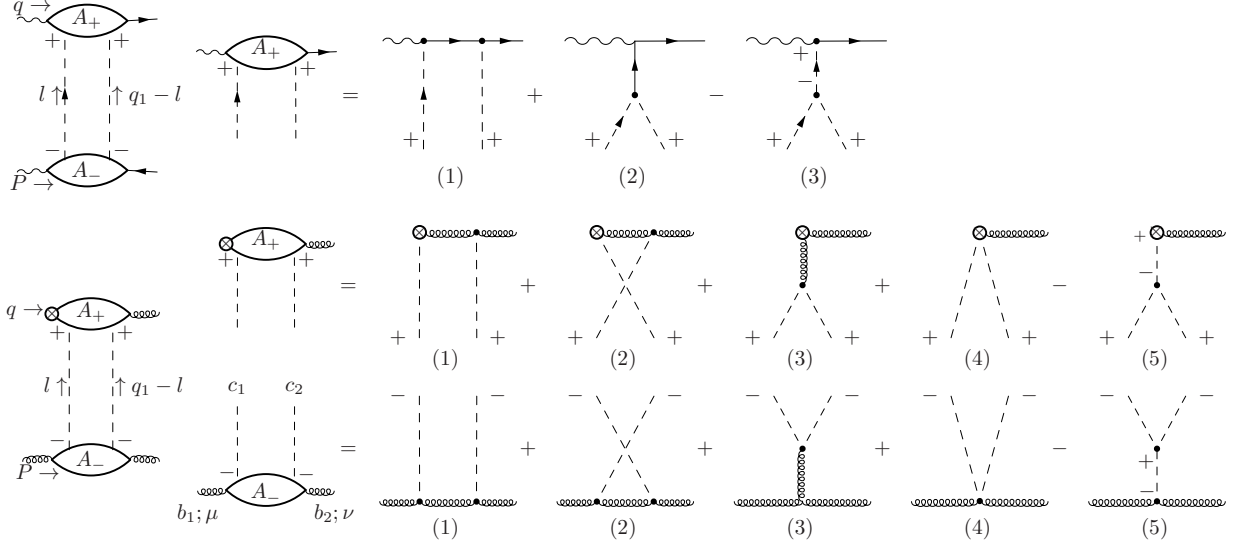 q → A₊
+ +
l ↑ ↑ q₁ − l
− −
A₋
P →
A₊
+ +
= + −
+ + + + + +
+
−
(1) (2) (3)
A₊
+ +
= + + + −
+
−
+ + + + + + + + + +
(1) (2) (3) (4) (5)
q → A₊
+ +
l ↑ ↑ q₁ − l
− −
A₋
P →
c₁ c₂
− −
A₋
b₁; μ b₂; ν
= + + + −
− − − − − − − − − −
+
−
(1) (2) (3) (4) (5)